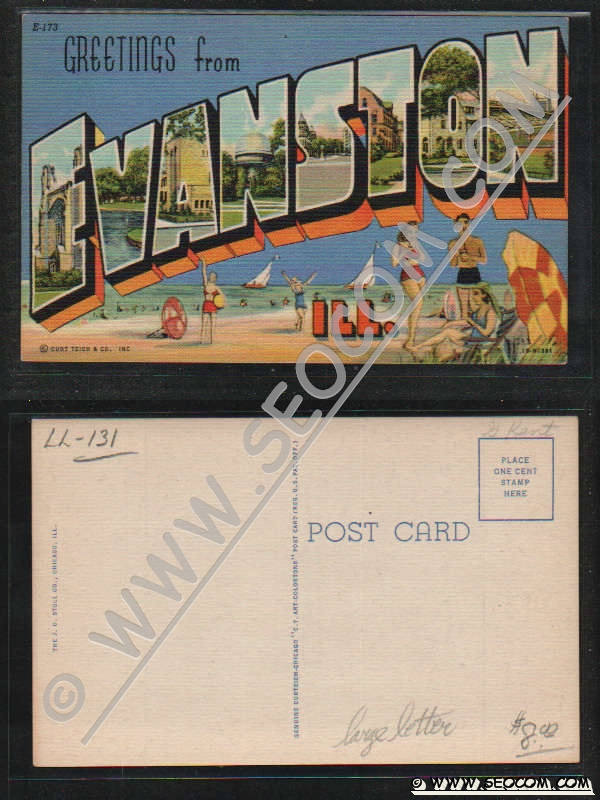 E-173
GREETINGS from
EVANSTON
ILL.
© CURT TEICH & CO., INC.
LL-131
PLACE
ONE CENT
STAMP
HERE
POST CARD
THE J. O. STOLL CO., CHICAGO, ILL.
GENUINE CURTEICH-CHICAGO "C.T. ART-COLORTONE" POST CARD (REG. U.S. PAT. OFF.)
large letter
$8.00
© WWW.SEOCOM.COM
© WWW.SEOCOM.COM